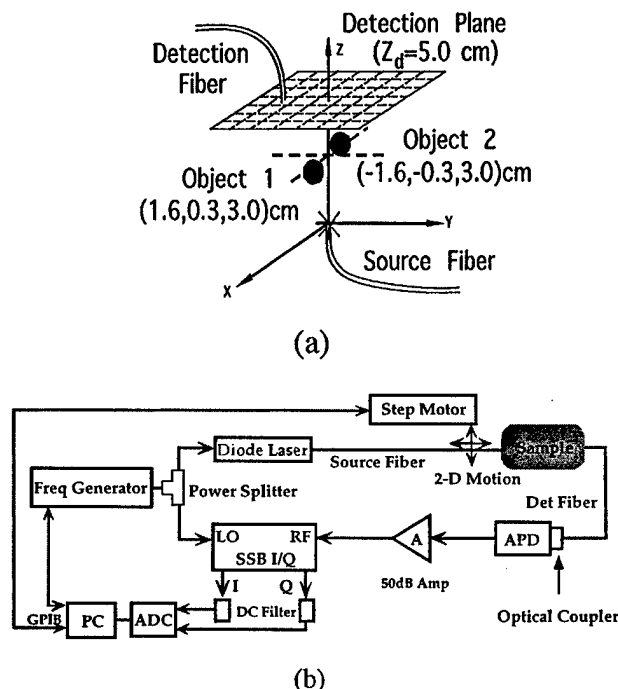 Detection Plane
(Zd=5.0 cm)
Detection
Fiber
Z
Object 2
(-1.6,-0.3,3.0)cm
Object 1
(1.6,0.3,3.0)cm
Y
X
Source Fiber
(a)
Step Motor
Diode Laser
Source Fiber
2-D Motion
Sample
Freq Generator
Power Splitter
Det Fiber
LO RF
SSB I/Q
A
APD
50dB Amp
I Q
DC Filter
Optical Coupler
GPIB
PC
ADC
(b)